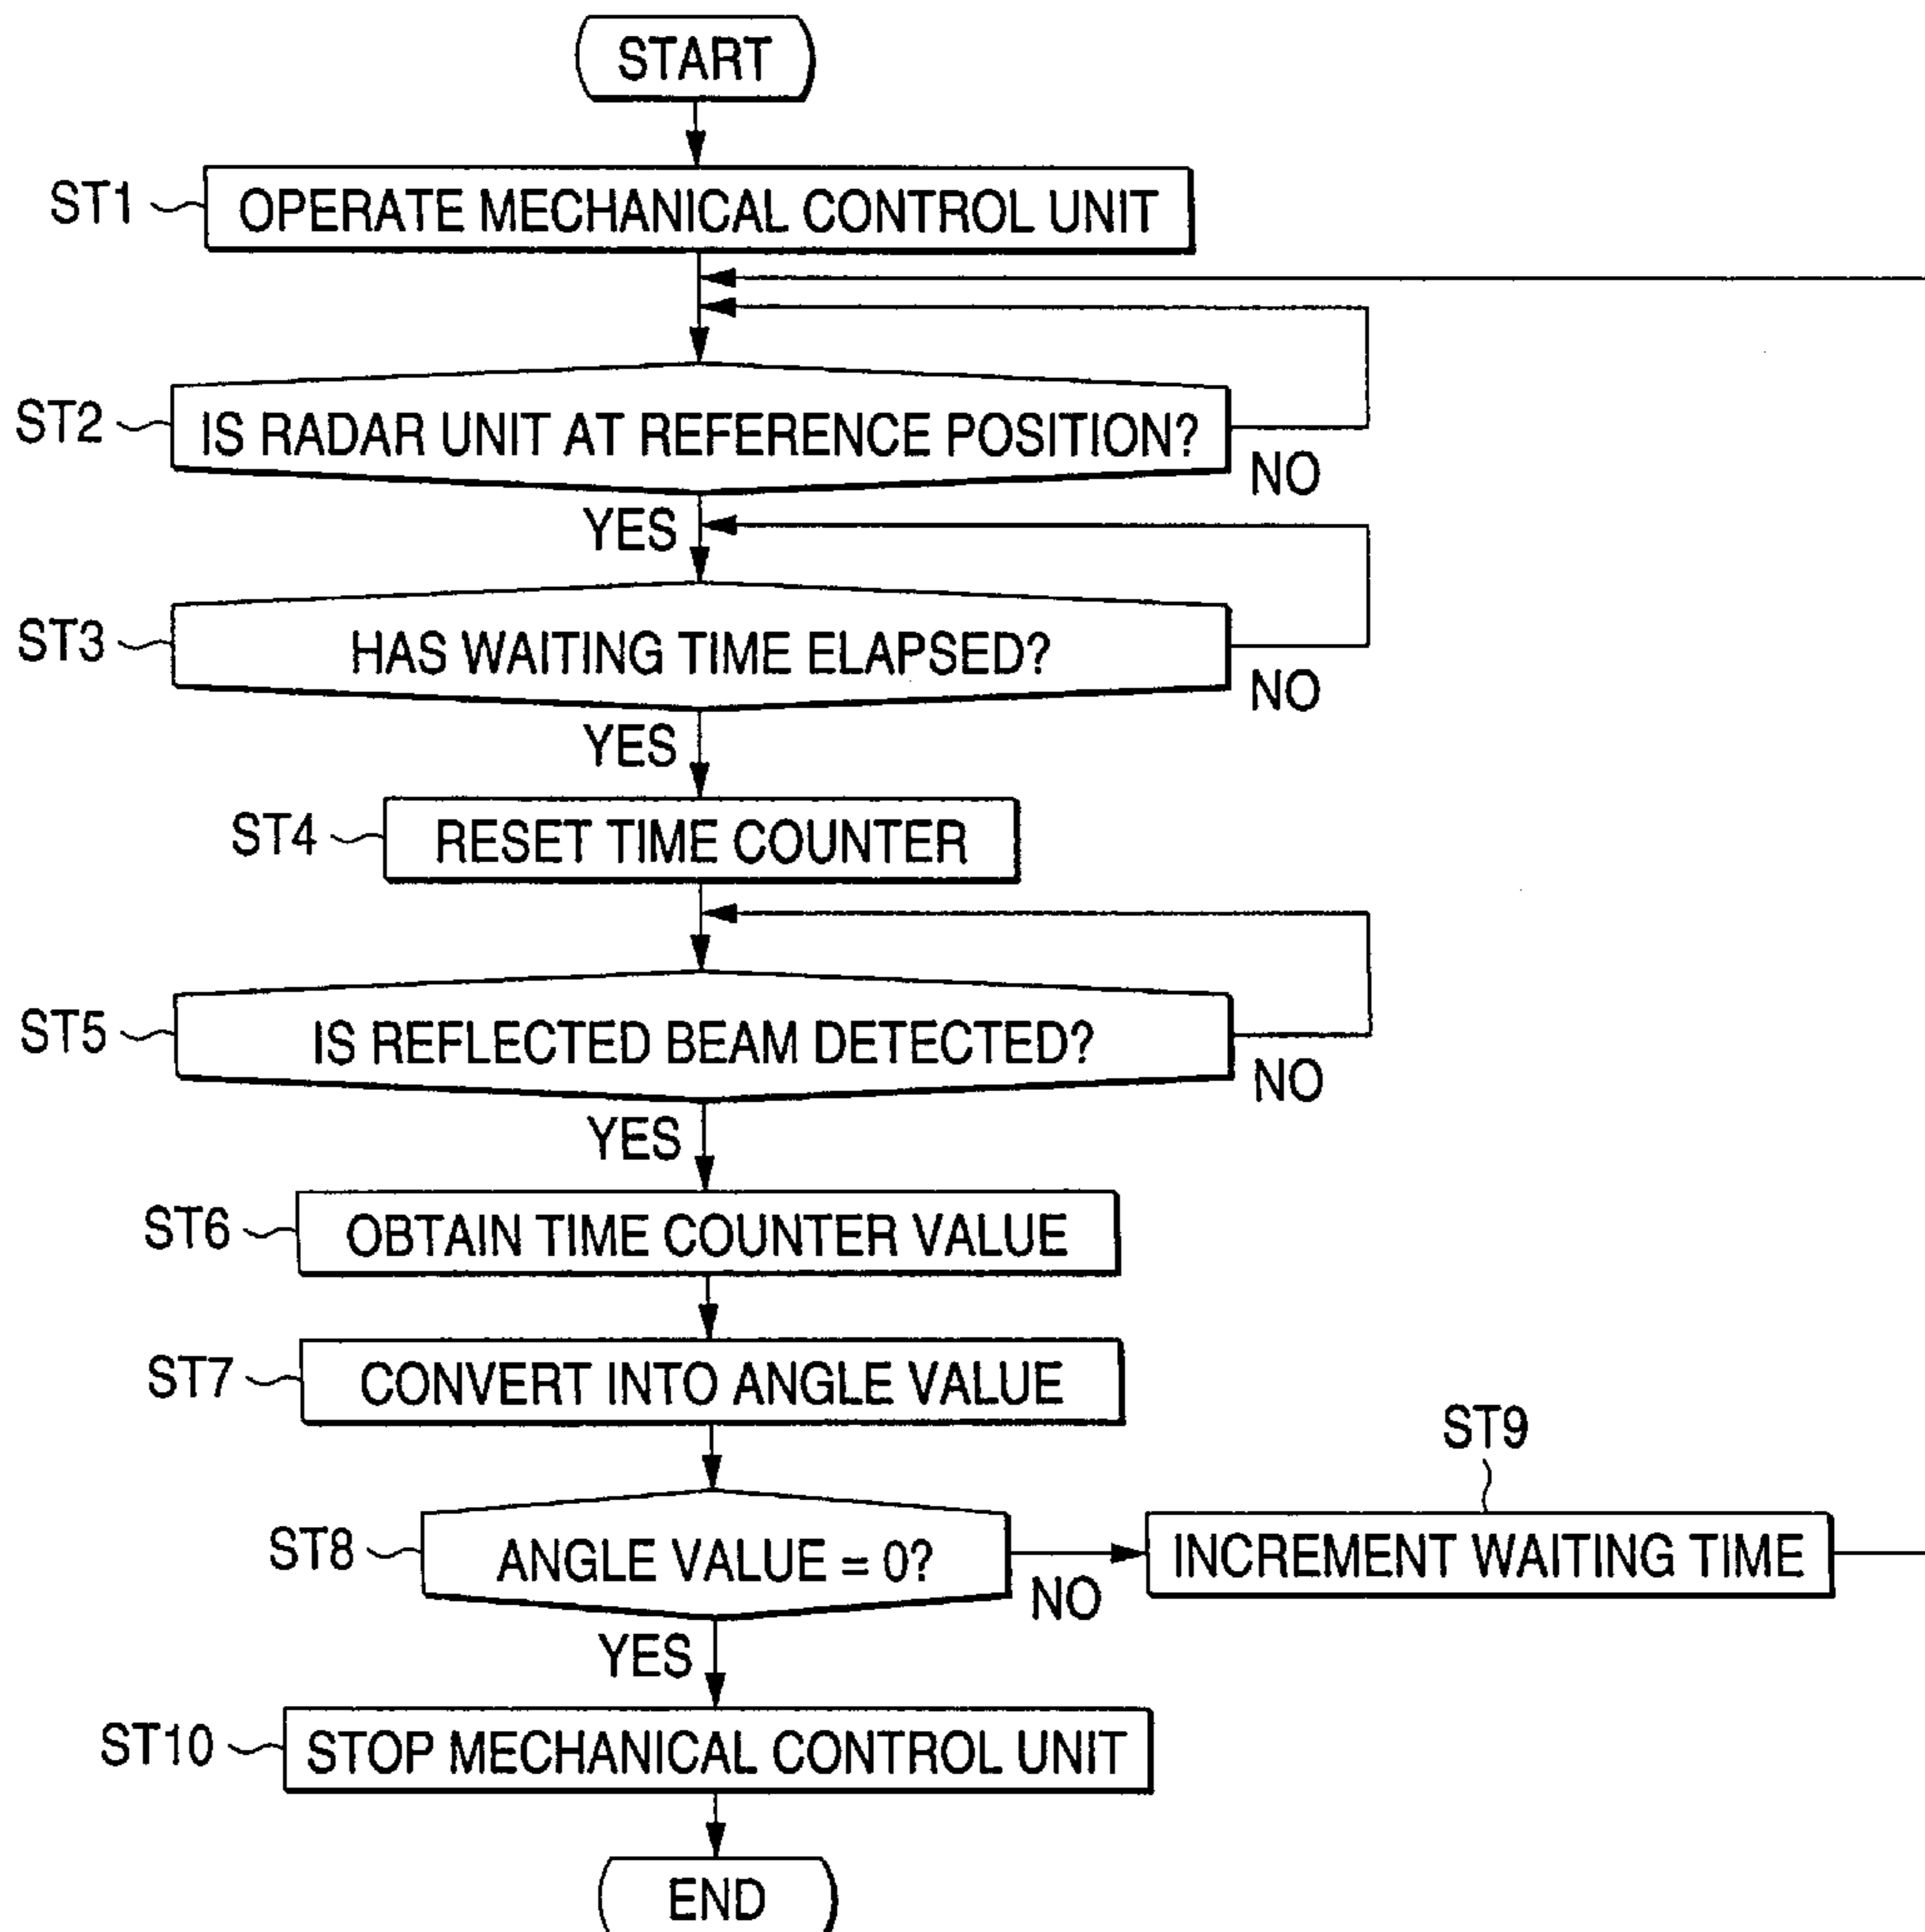 START
ST1
OPERATE MECHANICAL CONTROL UNIT
ST2
IS RADAR UNIT AT REFERENCE POSITION?
NO
YES
ST3
HAS WAITING TIME ELAPSED?
NO
YES
ST4
RESET TIME COUNTER
ST5
IS REFLECTED BEAM DETECTED?
NO
YES
ST6
OBTAIN TIME COUNTER VALUE
ST7
CONVERT INTO ANGLE VALUE
ST8
ANGLE VALUE = 0?
NO
ST9
INCREMENT WAITING TIME
YES
ST10
STOP MECHANICAL CONTROL UNIT
END